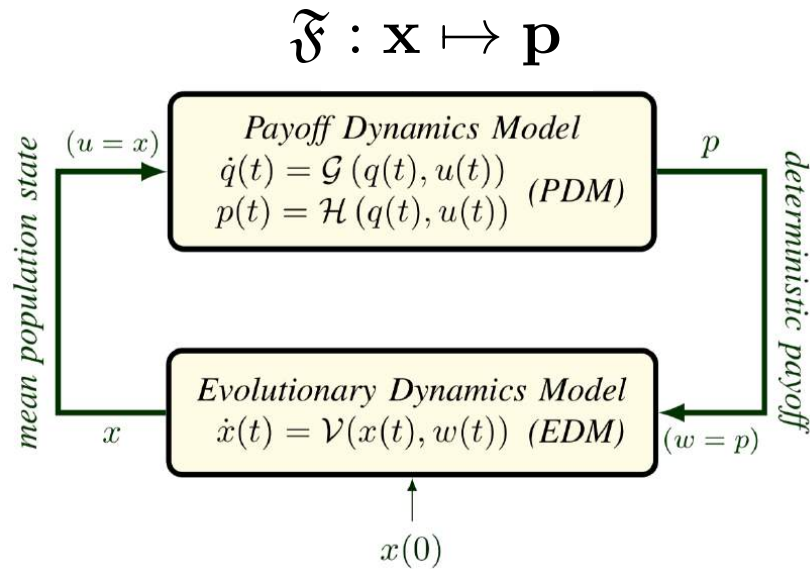 𝔉 : x ↦ p
(u = x)
Payoff Dynamics Model
q̇(t) = 𝒢 (q(t), u(t))
p(t) = ℋ (q(t), u(t))
(PDM)
p
mean population state
deterministic payoff
Evolutionary Dynamics Model
ẋ(t) = 𝒱(x(t), w(t)) (EDM)
x
(w = p)
x(0)